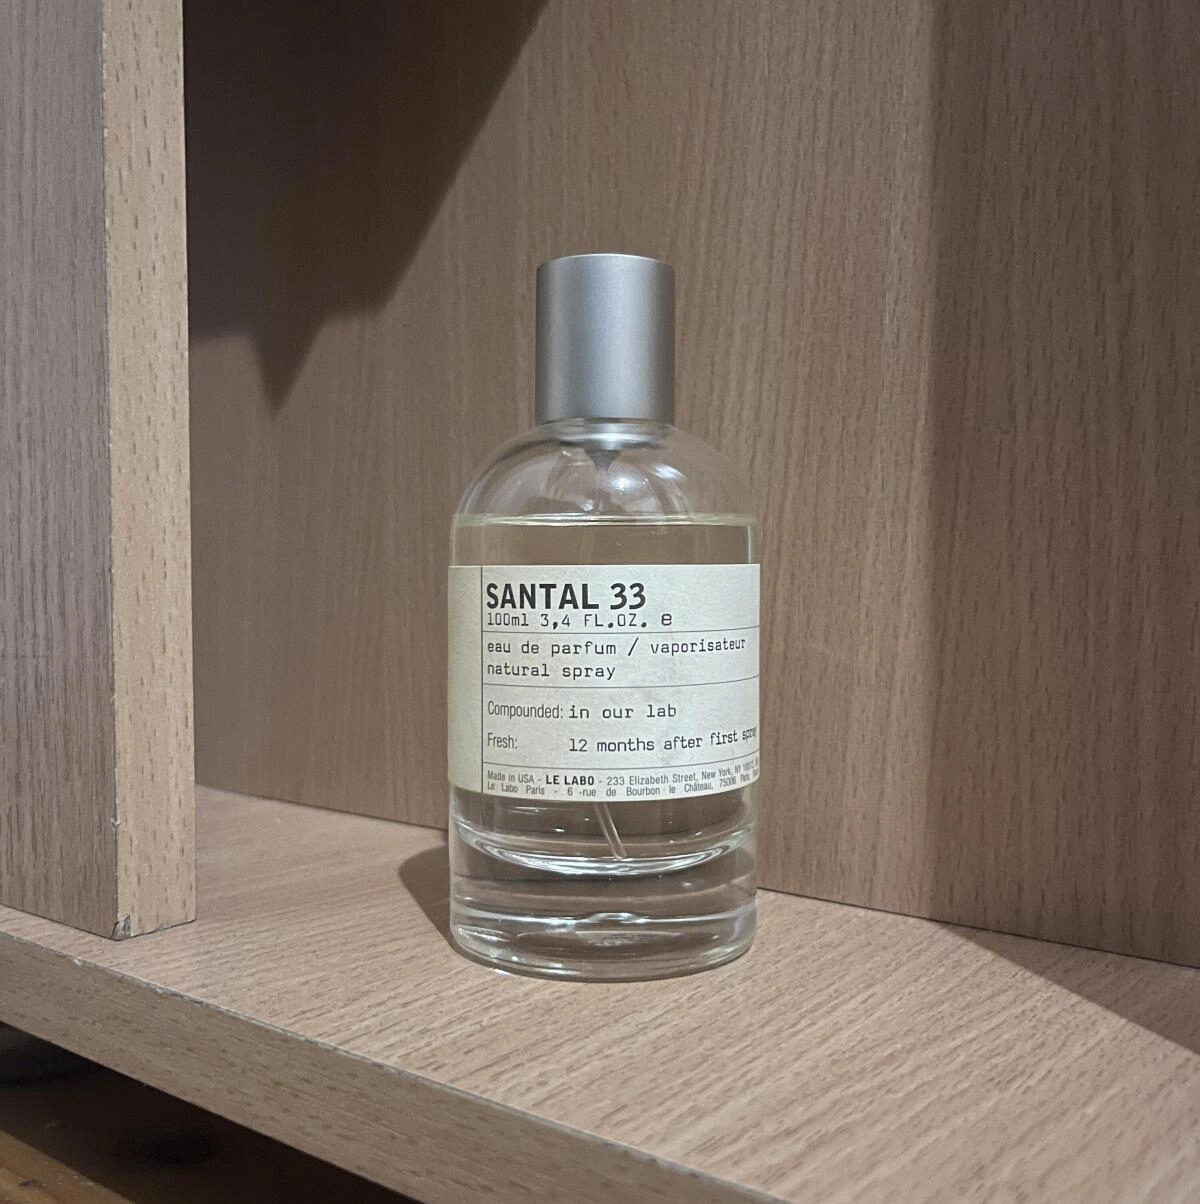 SANTAL 33
100ml 3,4 FL.OZ. e
eau de parfum / vaporisateur
natural spray
Compounded: in our lab
Fresh: 12 months after first spray
Made in USA - LE LABO - 233 Elizabeth Street, New York, NY 10012,
Le Labo Paris - 6 rue de Bourbon le Château, 75006 Paris,